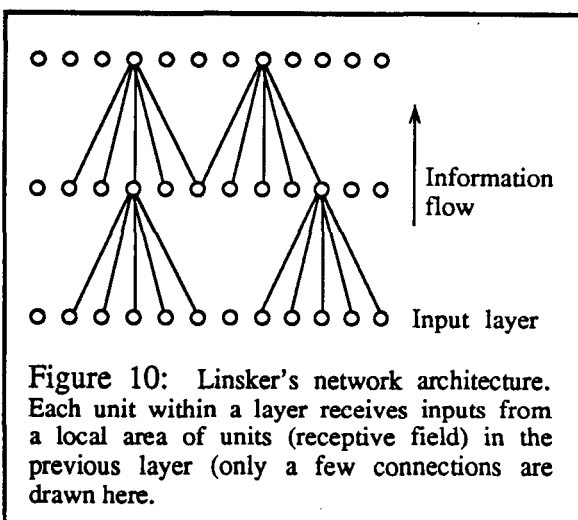 Information
flow
Input layer
Figure 10: Linsker's network architecture.
Each unit within a layer receives inputs from
a local area of units (receptive field) in the
previous layer (only a few connections are
drawn here.